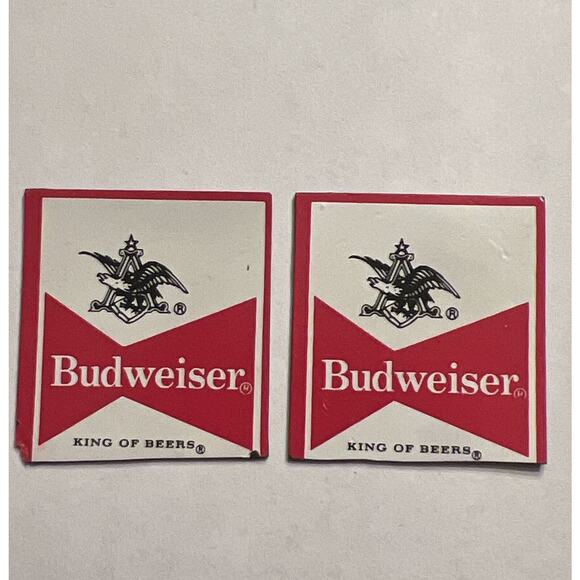 A ®
Budweiser®
KING OF BEERS®
A ®
Budweiser®
KING OF BEERS®